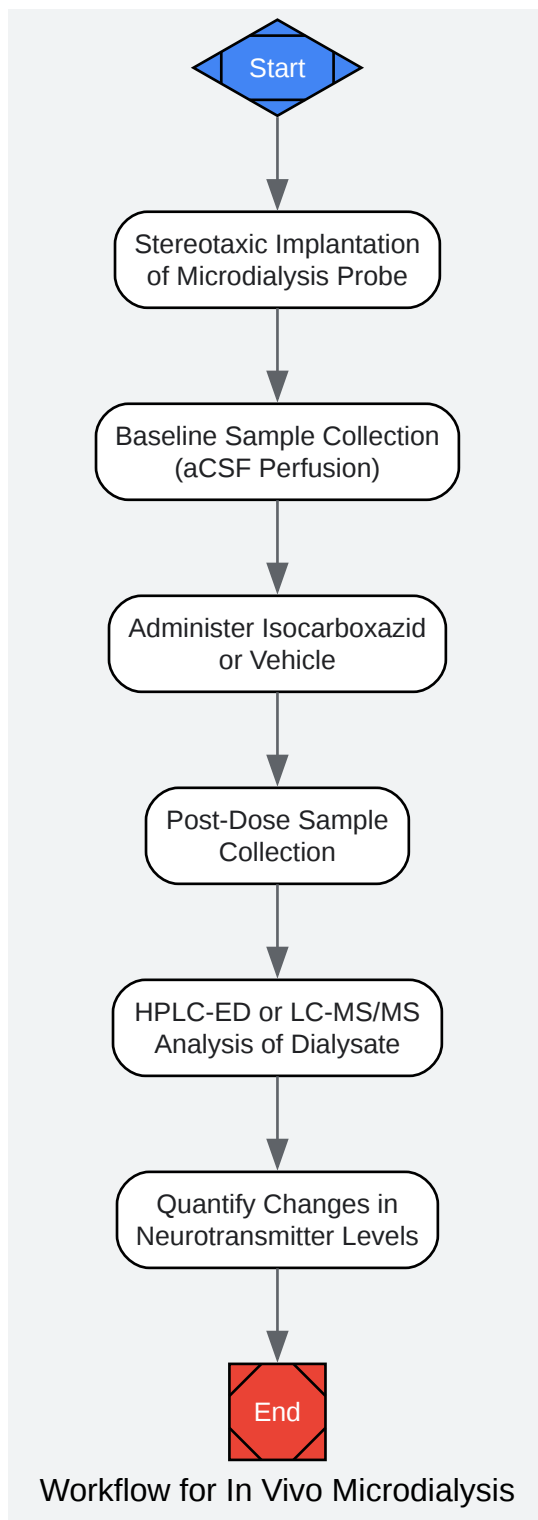 Start
Stereotaxic Implantation
of Microdialysis Probe
Baseline Sample Collection
(aCSF Perfusion)
Administer Isocarboxazid
or Vehicle
Post-Dose Sample
Collection
HPLC-ED or LC-MS/MS
Analysis of Dialysate
Quantify Changes in
Neurotransmitter Levels
End
Workflow for In Vivo Microdialysis